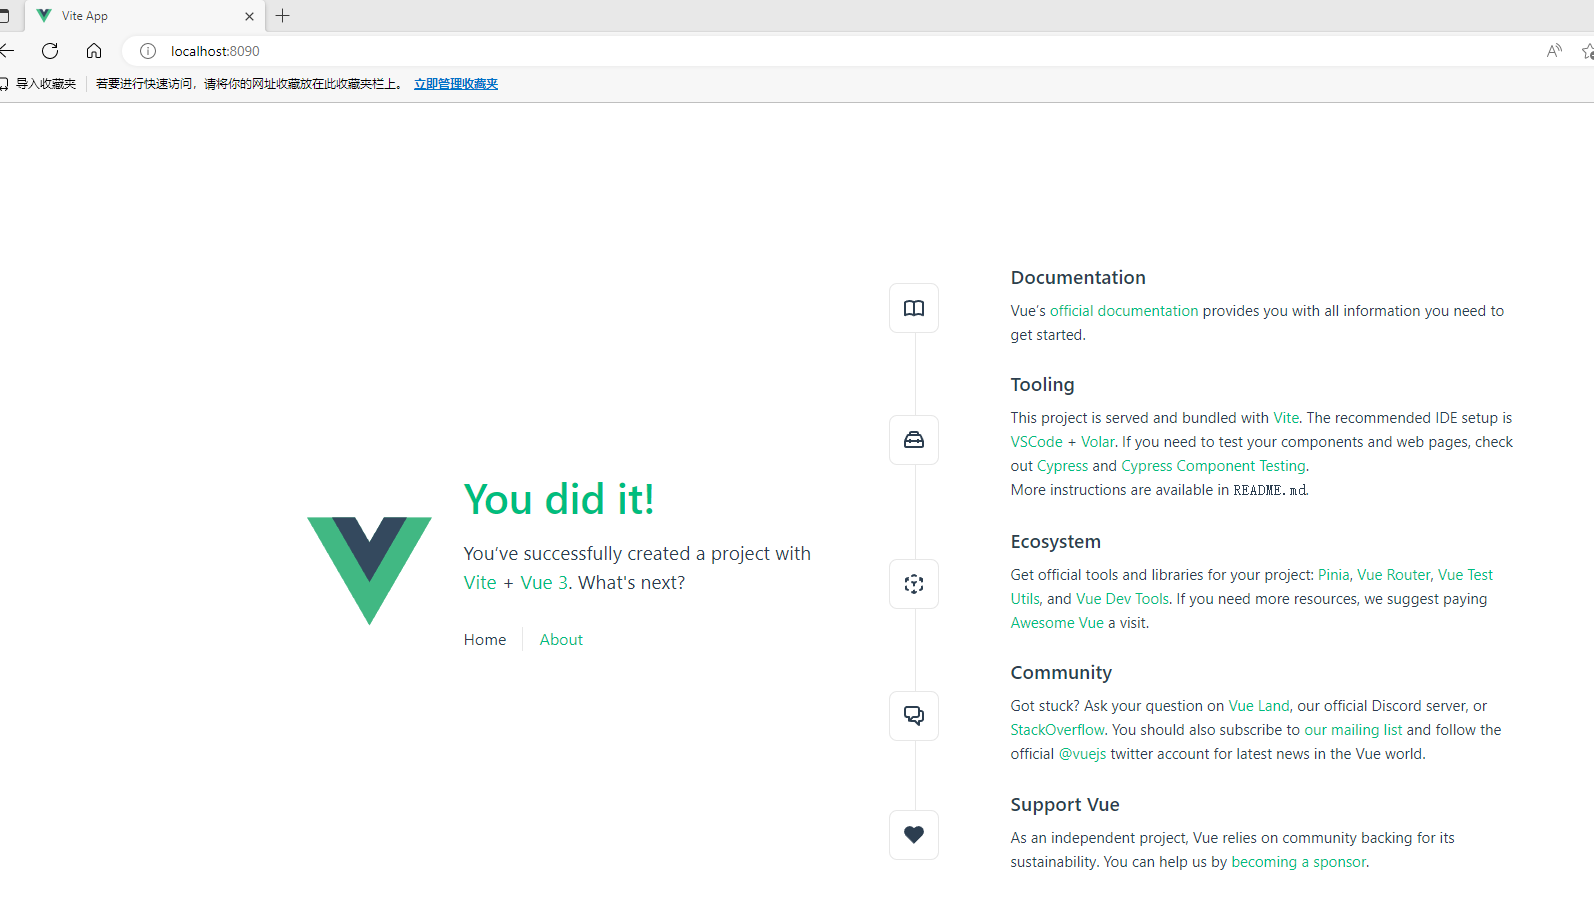 Vite App
localhost:8090
导入收藏夹 若要进行快速访问，请将你的网址收藏放在此收藏夹栏上。 立即管理收藏夹
You did it!
You’ve successfully created a project with
Vite + Vue 3. What's next?
Home About
Documentation
Vue’s official documentation provides you with all information you need to
get started.
Tooling
This project is served and bundled with Vite. The recommended IDE setup is
VSCode + Volar. If you need to test your components and web pages, check
out Cypress and Cypress Component Testing.
More instructions are available in README.md.
Ecosystem
Get official tools and libraries for your project: Pinia, Vue Router, Vue Test
Utils, and Vue Dev Tools. If you need more resources, we suggest paying
Awesome Vue a visit.
Community
Got stuck? Ask your question on Vue Land, our official Discord server, or
StackOverflow. You should also subscribe to our mailing list and follow the
official @vuejs twitter account for latest news in the Vue world.
Support Vue
As an independent project, Vue relies on community backing for its
sustainability. You can help us by becoming a sponsor.